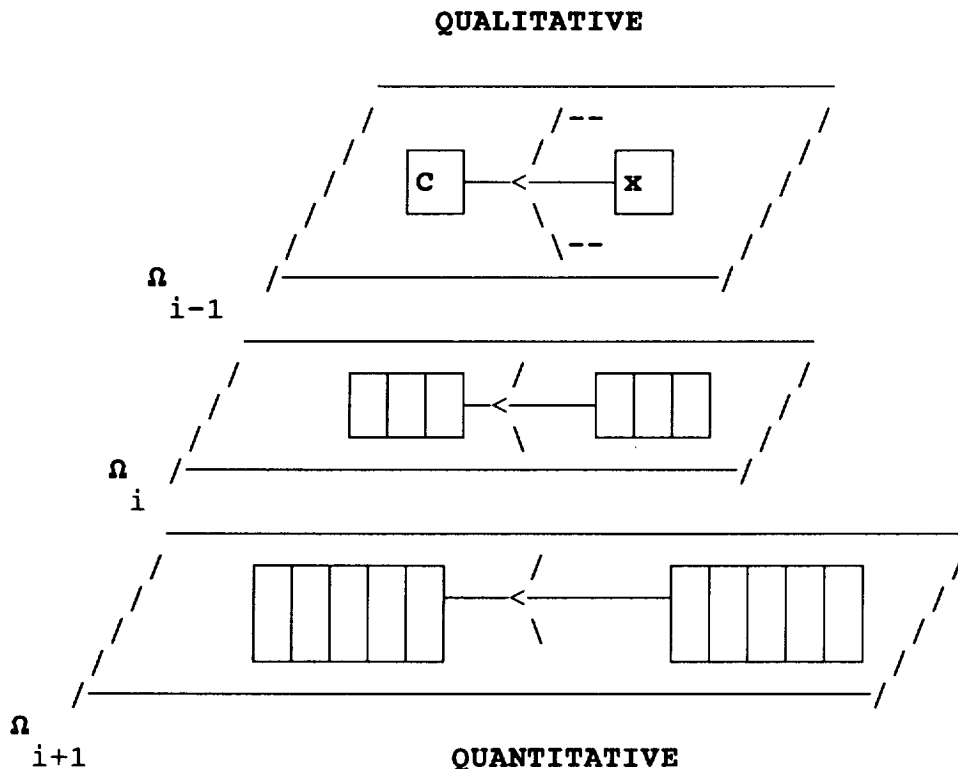 QUALITATIVE
C < x
Ω i-1
<
Ω i
<
Ω i+1
QUANTITATIVE